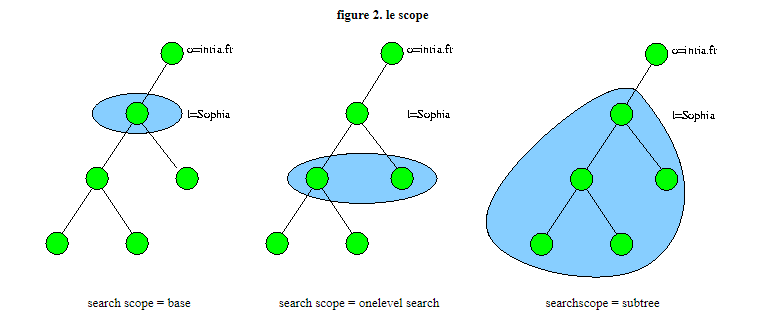 figure 2. le scope
o=inria.fr
o=inria.fr
o=inria.fr
l=Sophia
l=Sophia
l=Sophia
search scope = base
search scope = onelevel search
searchscope = subtree